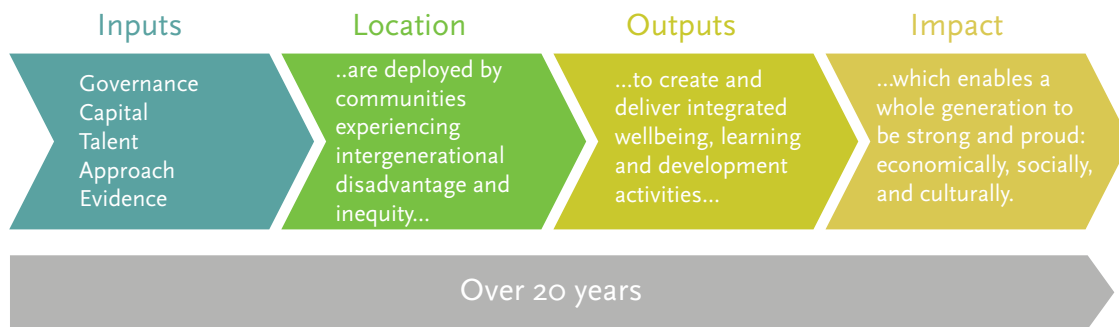 Inputs
Governance
Capital
Talent
Approach
Evidence
Location
..are deployed by
communities
experiencing
intergenerational
disadvantage and
inequity...
Outputs
...to create and
deliver integrated
wellbeing, learning
and development
activities...
Impact
...which enables a
whole generation to
be strong and proud:
economically, socially,
and culturally.
Over 20 years